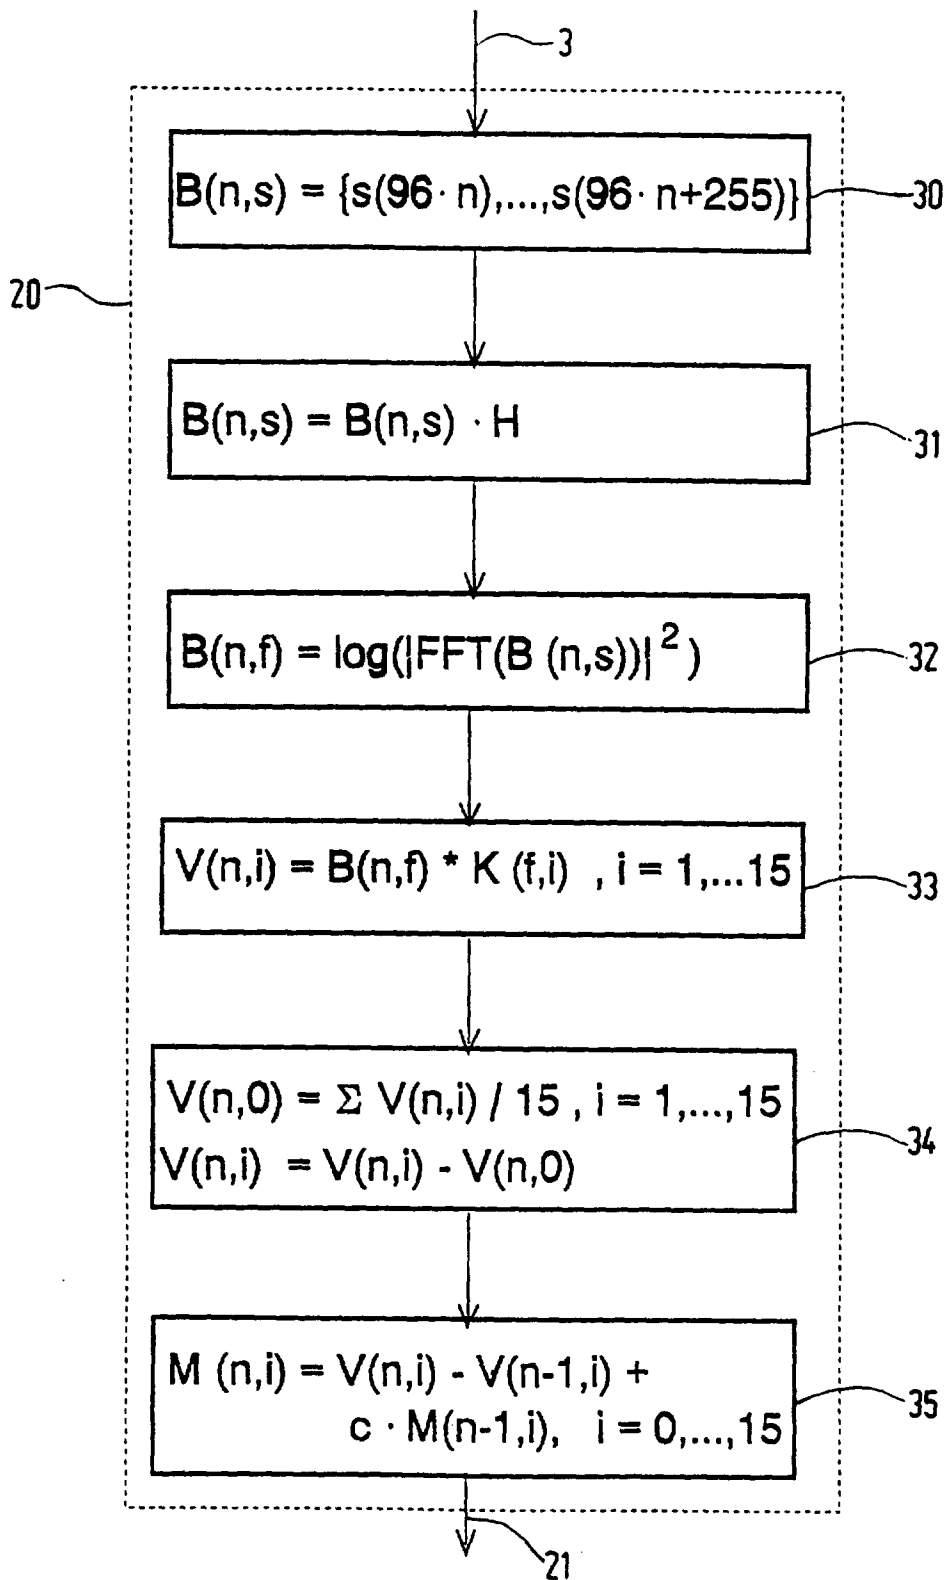 3
B(n,s) = {s(96· n),...,s(96· n+255)}
30
20
B(n,s) = B(n,s) · H
31
B(n,f) = log(|FFT(B (n,s))|²)
32
V(n,i) = B(n,f) * K (f,i) , i = 1,...15
33
V(n,0) = Σ V(n,i) / 15 , i = 1,...,15
V(n,i) = V(n,i) - V(n,0)
34
M (n,i) = V(n,i) - V(n-1,i) +
c · M(n-1,i), i = 0,...,15
35
21